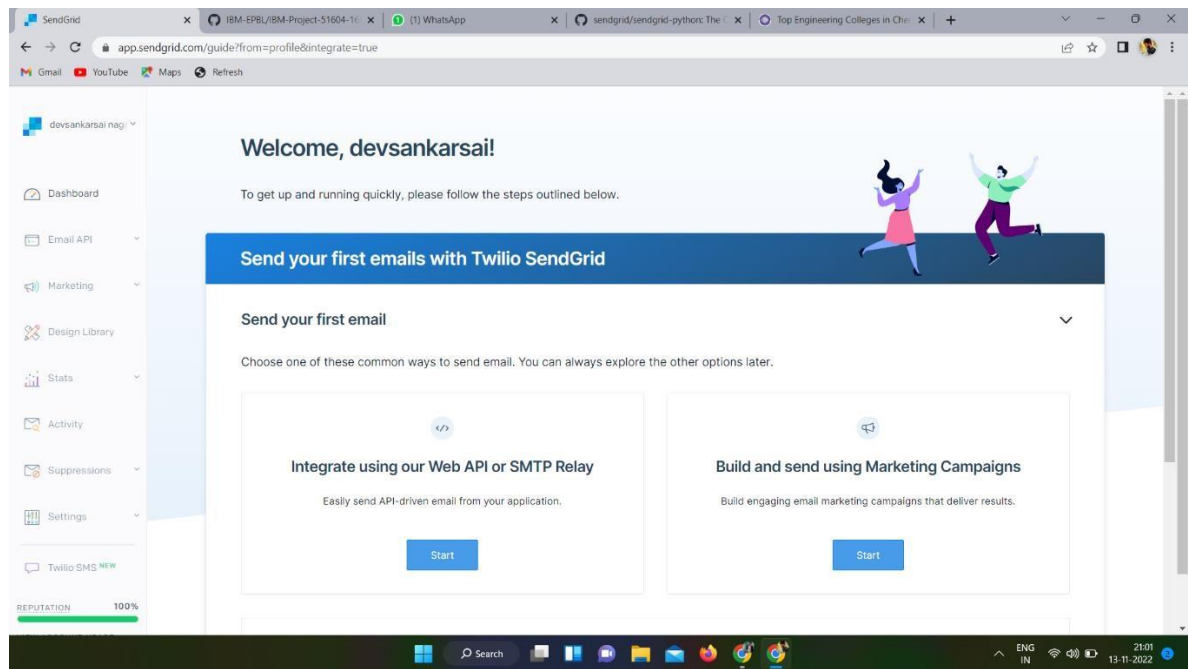 SendGrid
IBM-EPBL/IBM-Project-51604-16
(1) WhatsApp
sendgrid/sendgrid-python: The
Top Engineering Colleges in Che
app.sendgrid.com/guide?from=profile&integrate=true
Gmail YouTube Maps Refresh
devsankarsai nag
Dashboard
Email API
Marketing
Design Library
Stats
Activity
Suppressions
Settings
Twilio SMS NEW
REPUTATION 100%
Welcome, devsankarsai!
To get up and running quickly, please follow the steps outlined below.
Send your first emails with Twilio SendGrid
Send your first email
Choose one of these common ways to send email. You can always explore the other options later.
Integrate using our Web API or SMTP Relay
Easily send API-driven email from your application.
Start
Build and send using Marketing Campaigns
Build engaging email marketing campaigns that deliver results.
Start
Search
ENG
IN
21:01
13-11-2022
2